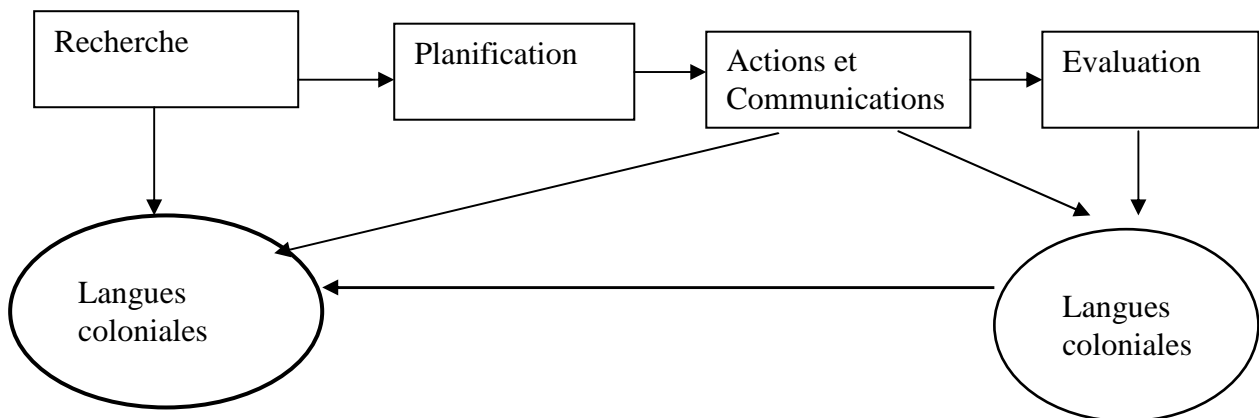 Recherche
Planification
Actions et
Communications
Evaluation
Langues
coloniales
Langues
coloniales